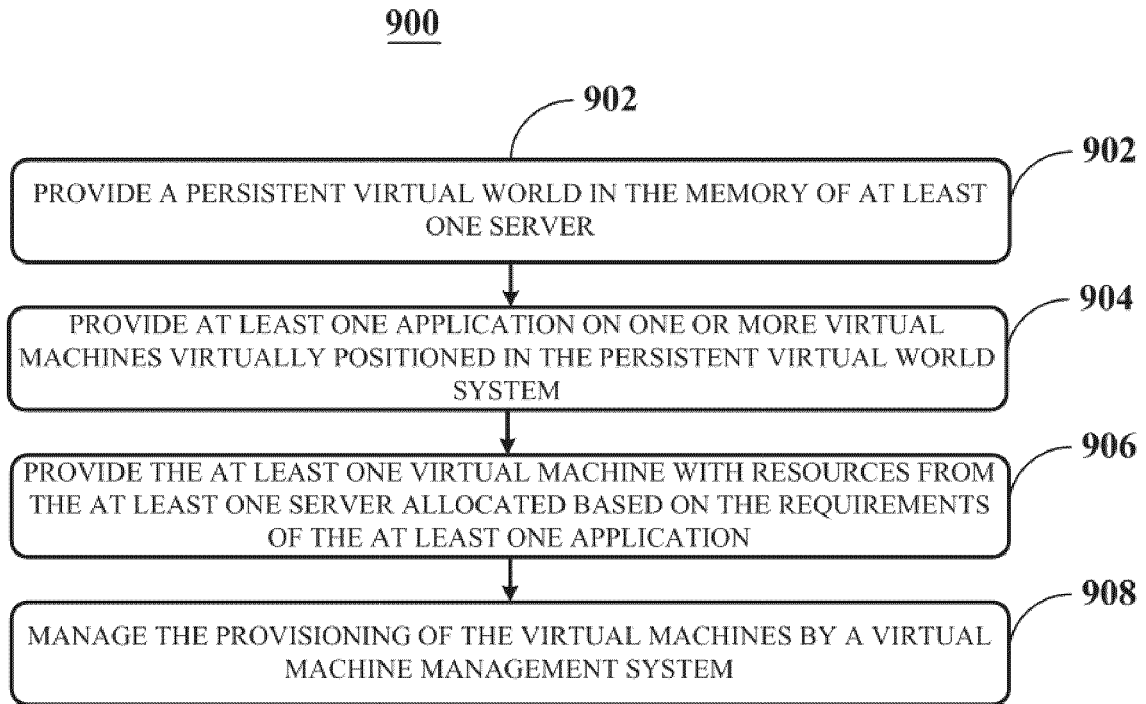 900
902
902
PROVIDE A PERSISTENT VIRTUAL WORLD IN THE MEMORY OF AT LEAST
ONE SERVER
904
PROVIDE AT LEAST ONE APPLICATION ON ONE OR MORE VIRTUAL
MACHINES VIRTUALLY POSITIONED IN THE PERSISTENT VIRTUAL WORLD
SYSTEM
906
PROVIDE THE AT LEAST ONE VIRTUAL MACHINE WITH RESOURCES FROM
THE AT LEAST ONE SERVER ALLOCATED BASED ON THE REQUIREMENTS
OF THE AT LEAST ONE APPLICATION
908
MANAGE THE PROVISIONING OF THE VIRTUAL MACHINES BY A VIRTUAL
MACHINE MANAGEMENT SYSTEM